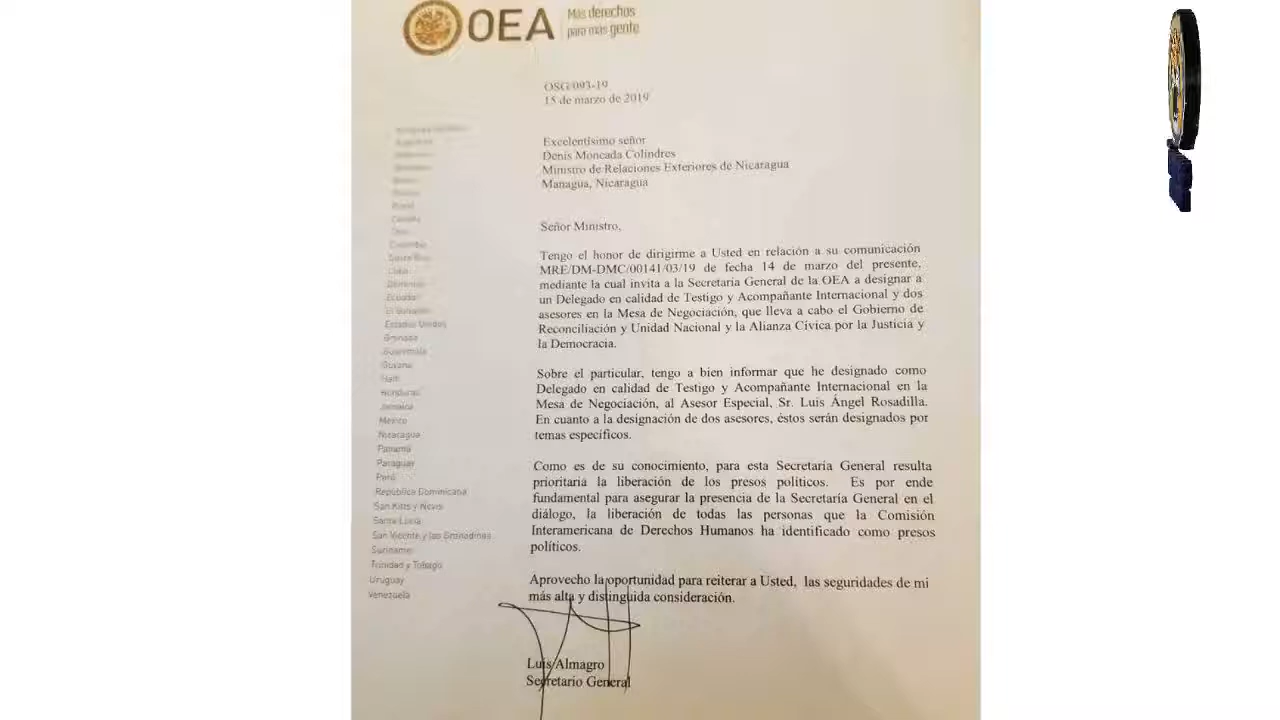 OEA
Más derechos
para más gente
OSG/093-19
15 de marzo de 2019
Excelentísimo señor
Denis Moncada Colindres
Ministro de Relaciones Exteriores de Nicaragua
Managua, Nicaragua
Señor Ministro,
Tengo el honor de dirigirme a Usted en relación a su comunicación
MRE/DM-DMC/00141/03/19 de fecha 14 de marzo del presente,
mediante la cual invita a la Secretaría General de la OEA a designar a
un Delegado en calidad de Testigo y Acompañante Internacional y dos
asesores en la Mesa de Negociación, que lleva a cabo el Gobierno de
Reconciliación y Unidad Nacional y la Alianza Cívica por la Justicia y
la Democracia.
Sobre el particular, tengo a bien informar que he designado como
Delegado en calidad de Testigo y Acompañante Internacional en la
Mesa de Negociación, al Asesor Especial, Sr. Luis Ángel Rosadilla.
En cuanto a la designación de dos asesores, éstos serán designados por
temas específicos.
Como es de su conocimiento, para esta Secretaría General resulta
prioritaria la liberación de los presos políticos. Es por ende
fundamental para asegurar la presencia de la Secretaría General en el
diálogo, la liberación de todas las personas que la Comisión
Interamericana de Derechos Humanos ha identificado como presos
políticos.
Aprovecho la oportunidad para reiterar a Usted, las seguridades de mi
más alta y distinguida consideración.
Luis Almagro
Secretario General
Costa Rica
Ecuador
El Salvador
Estados Unidos
Grenada
Guatemala
Guyana
Haití
Honduras
Jamaica
México
Nicaragua
Panamá
Paraguay
Perú
República Dominicana
San Kitts y Nevis
Santa Lucía
San Vicente y las Granadinas
Suriname
Trinidad y Tobago
Uruguay
Venezuela